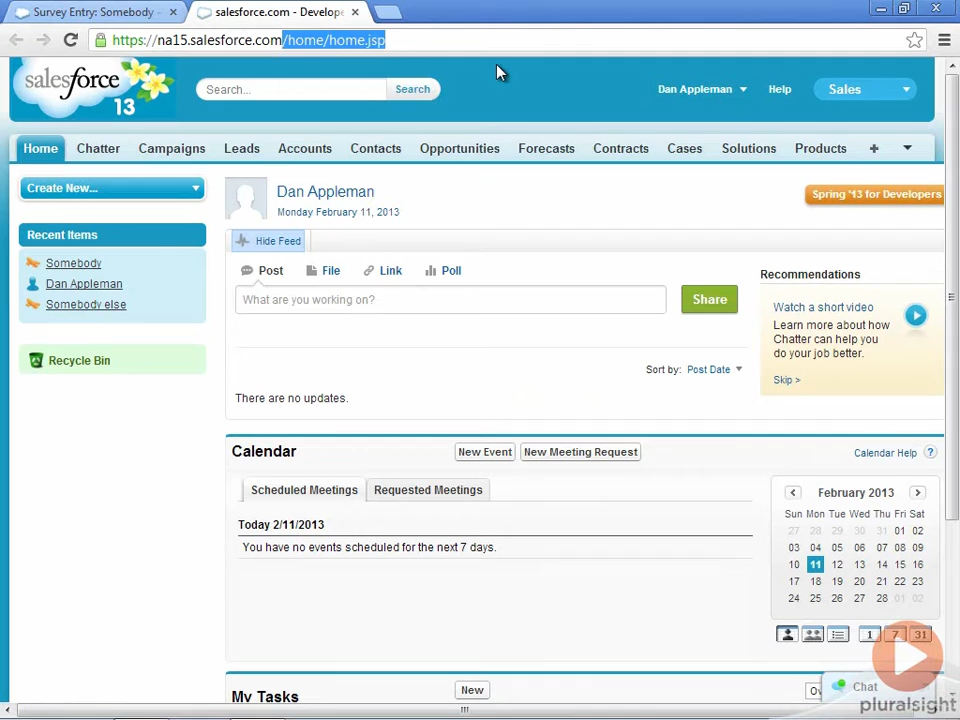 Survey Entry: Somebody
salesforce.com - Develope
https://na15.salesforce.com/home/home.jsp
salesforce
13
Search...
Search
Dan Appleman
Help
Sales
Home
Chatter
Campaigns
Leads
Accounts
Contacts
Opportunities
Forecasts
Contracts
Cases
Solutions
Products
+
Create New...
Recent Items
Somebody
Dan Appleman
Somebody else
Recycle Bin
Dan Appleman
Monday February 11, 2013
Spring '13 for Developers
Hide Feed
Post
File
Link
Poll
What are you working on?
Share
Sort by: Post Date
There are no updates.
Recommendations
Watch a short video
Learn more about how
Chatter can help you
do your job better.
Skip >
Calendar
New Event
New Meeting Request
Calendar Help ?
Scheduled Meetings
Requested Meetings
Today 2/11/2013
You have no events scheduled for the next 7 days.
February 2013
Sun Mon Tue Wed Thu Fri Sat
27 28 29 30 31 01 02
03 04 05 06 07 08 09
10 11 12 13 14 15 16
17 18 19 20 21 22 23
24 25 26 27 28 01 02
1 7 31
My Tasks
New
Ov
Chat
pluralsight